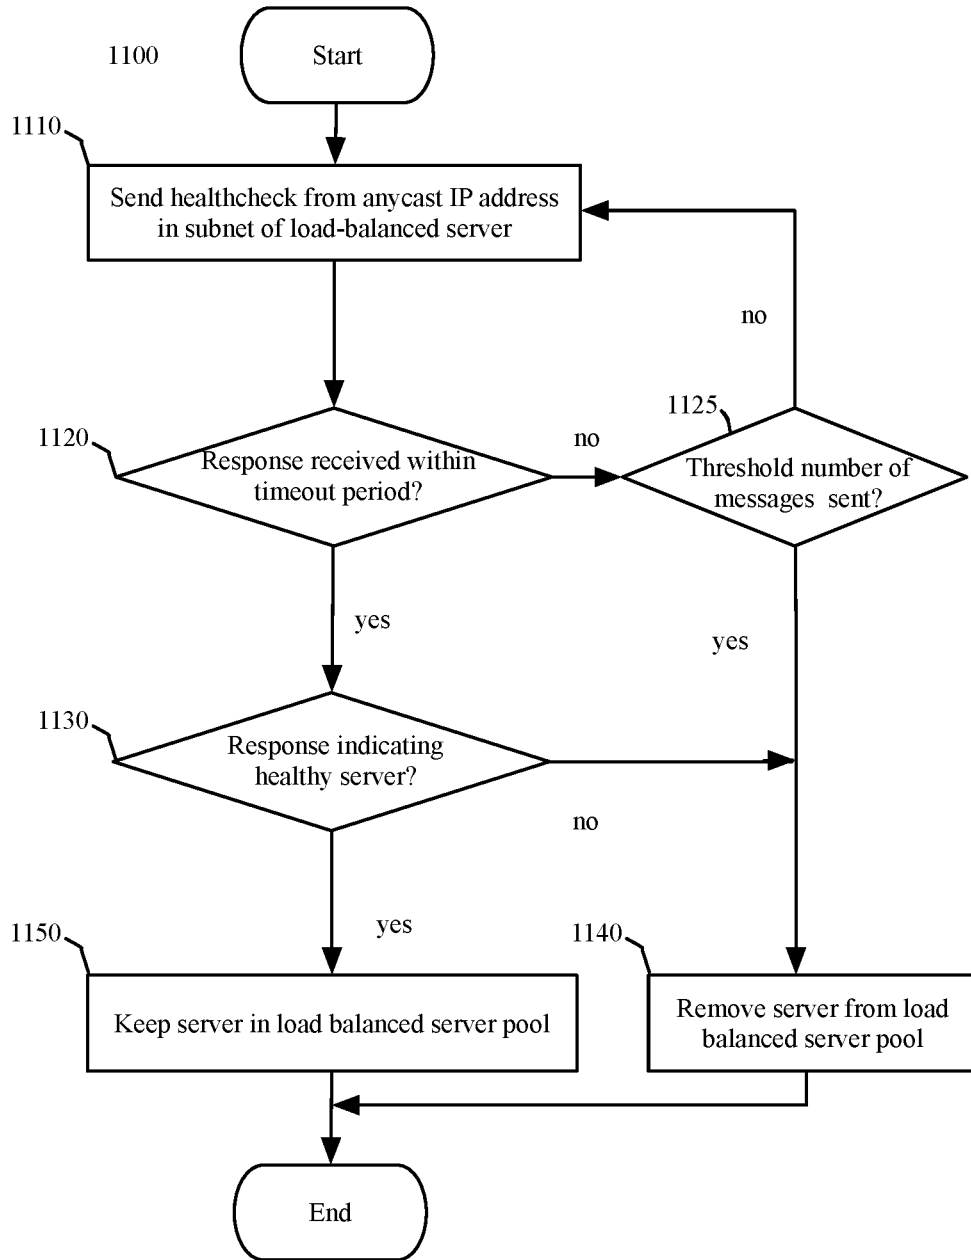 1100
Start
1110
Send healthcheck from anycast IP address
in subnet of load-balanced server
no
1125
1120
no
Response received within
timeout period?
Threshold number of
messages sent?
yes
yes
1130
Response indicating
healthy server?
no
yes
1150
1140
Keep server in load balanced server pool
Remove server from load
balanced server pool
End